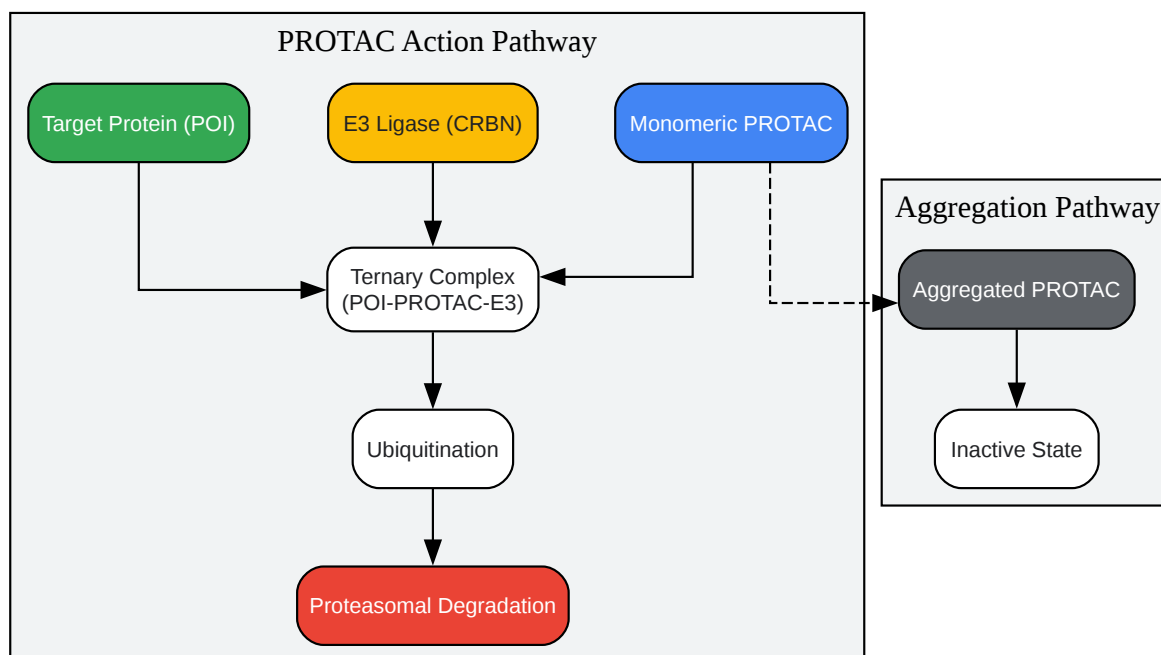 PROTAC Action Pathway
Target Protein (POI)
E3 Ligase (CRBN)
Monomeric PROTAC
Aggregation Pathway
Ternary Complex
(POI-PROTAC-E3)
Aggregated PROTAC
Ubiquitination
Inactive State
Proteasomal Degradation